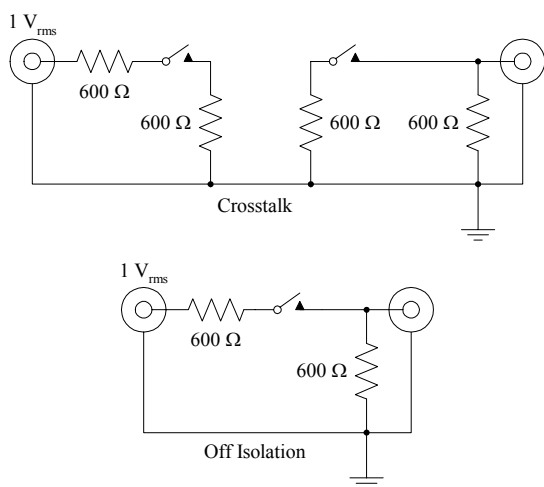 1 Vrms
600 Ω
600 Ω
600 Ω
600 Ω
Crosstalk
1 Vrms
600 Ω
600 Ω
Off Isolation